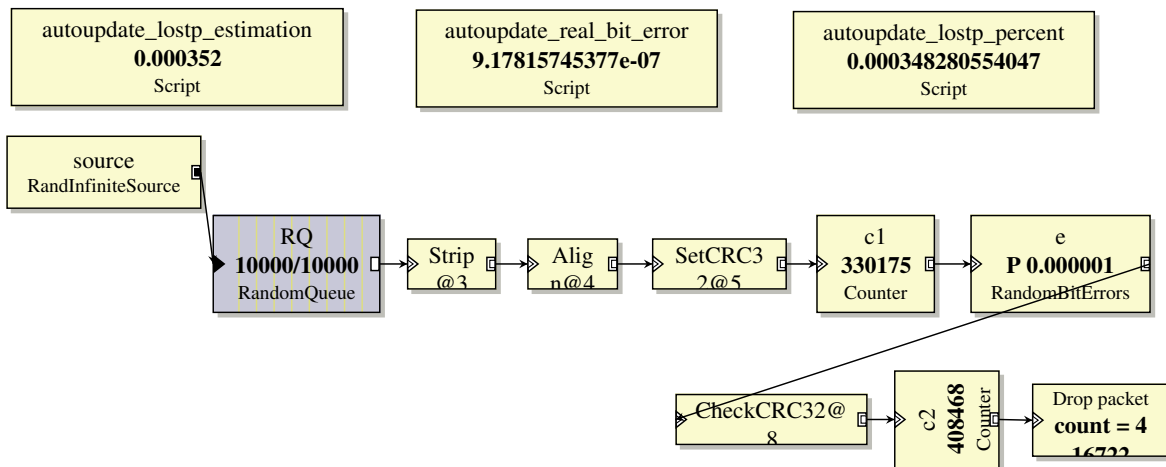 autoupdate_lostp_estimation
0.000352
Script
autoupdate_real_bit_error
9.17815745377e-07
Script
autoupdate_lostp_percent
0.000348280554047
Script
source
RandInfiniteSource
RQ
10000/10000
RandomQueue
Strip
@3
Alig
n@4
SetCRC3
2@5
c1
330175
Counter
e
P 0.000001
RandomBitErrors
CheckCRC32@
8
c2
408468
Counter
Drop packet
count = 4
16722